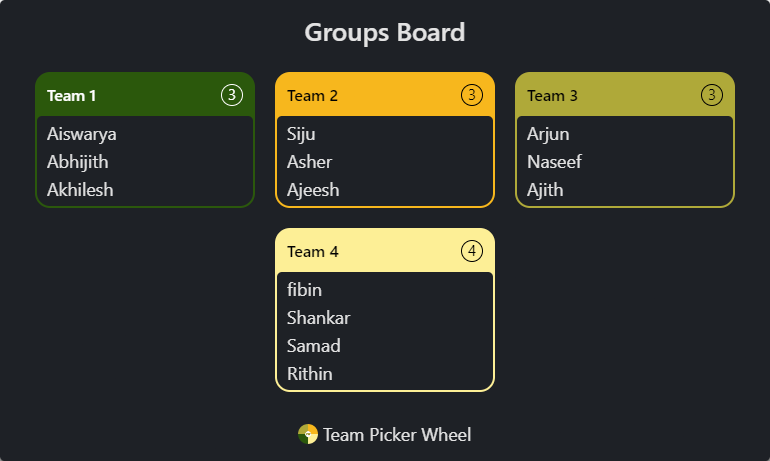 Groups Board
Team 1 3
Aiswarya
Abhijith
Akhilesh
Team 2 3
Siju
Asher
Ajeesh
Team 3 3
Arjun
Naseef
Ajith
Team 4 4
fibin
Shankar
Samad
Rithin
Team Picker Wheel